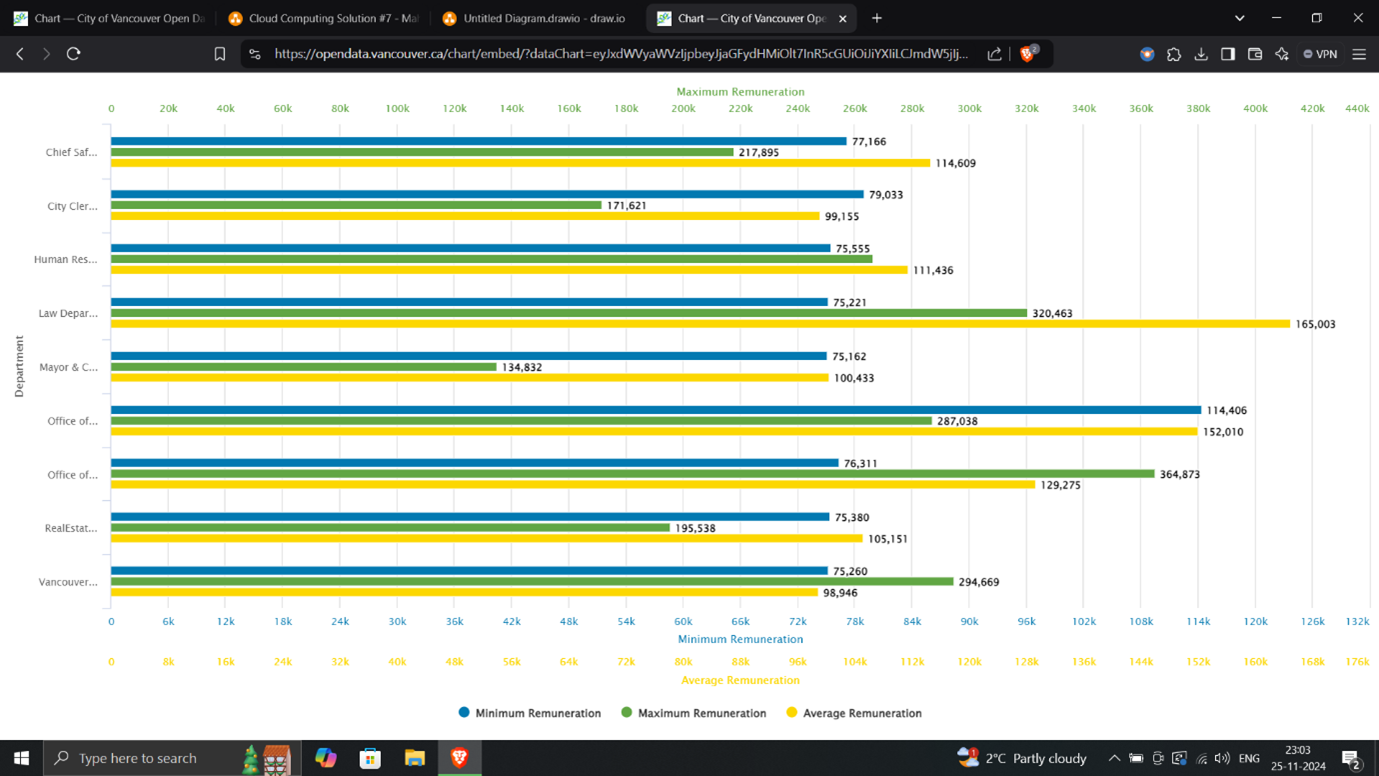 Chart — City of Vancouver Open Da
Cloud Computing Solution #7 - Mal
Untitled Diagram.drawio - draw.io
Chart — City of Vancouver Ope
https://opendata.vancouver.ca/chart/embed/?dataChart=eyJxdWVyaWVzIjpbeyJjaGFydHMiOlt7InR5cGUiOiJiYXIiLCJmdW5jIj...
2
VPN
Maximum Remuneration
0 20k 40k 60k 80k 100k 120k 140k 160k 180k 200k 220k 240k 260k 280k 300k 320k 340k 360k 380k 400k 420k 440k
Department
Chief Saf...
77,166
217,895
114,609
City Cler...
79,033
171,621
99,155
Human Res...
75,555
111,436
Law Depar...
75,221
320,463
165,003
Mayor & C...
75,162
134,832
100,433
Office of...
114,406
287,038
152,010
Office of...
76,311
364,873
129,275
RealEstat...
75,380
195,538
105,151
Vancouver...
75,260
294,669
98,946
0 6k 12k 18k 24k 30k 36k 42k 48k 54k 60k 66k 72k 78k 84k 90k 96k 102k 108k 114k 120k 126k 132k
Minimum Remuneration
0 8k 16k 24k 32k 40k 48k 56k 64k 72k 80k 88k 96k 104k 112k 120k 128k 136k 144k 152k 160k 168k 176k
Average Remuneration
Minimum Remuneration Maximum Remuneration Average Remuneration
Type here to search
1
2°C Partly cloudy
ENG
23:03
25-11-2024
2